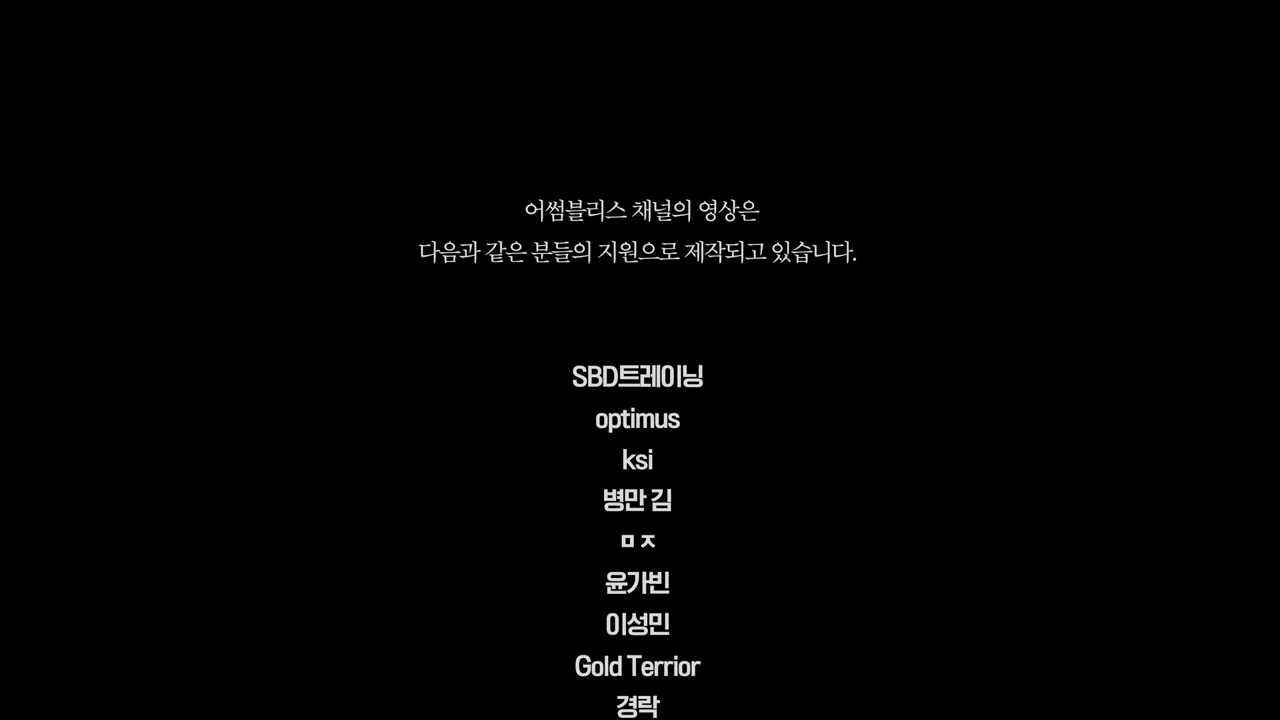 어썸블리스 채널의 영상은
다음과 같은 분들의 지원으로 제작되고 있습니다.
SBD트레이닝
optimus
ksi
병만 김
ㅁ ㅈ
윤가빈
이성민
Gold Terrior
경락